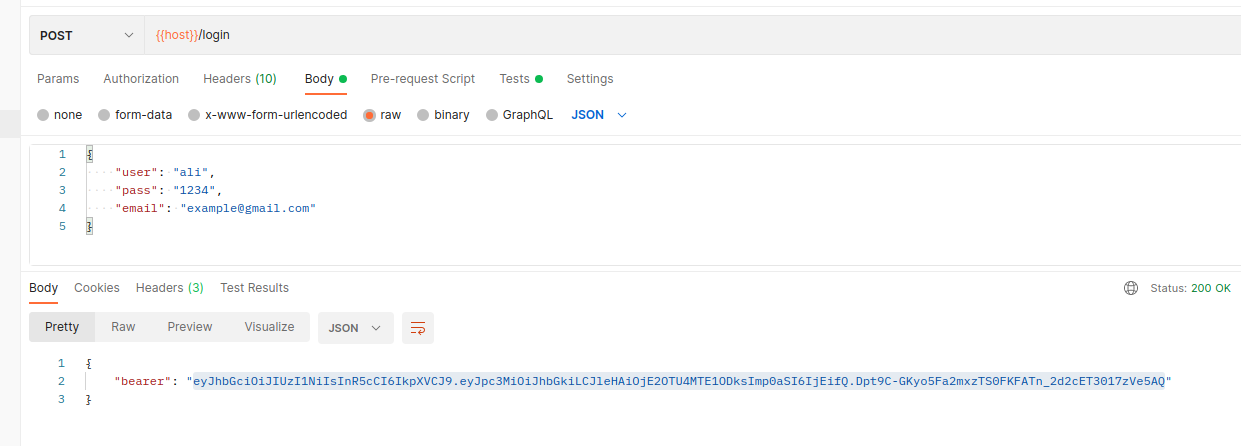 POST {{host}}/login
Params Authorization Headers (10) Body Pre-request Script Tests Settings
none form-data x-www-form-urlencoded raw binary GraphQL JSON
1 {
2 "user": "ali",
3 "pass": "1234",
4 "email": "example@gmail.com"
5 }
Body Cookies Headers (3) Test Results Status: 200 OK
Pretty Raw Preview Visualize JSON
1 {
2 "bearer": "eyJhbGciOiJIUzI1NiIsInR5cCI6IkpXVCJ9.eyJpc3MiOiJhbGkiLCJleHAiOjE2OTU4MTE1ODksImp0aSI6IjEifQ.Dpt9C-GKyo5Fa2mxzTS0FKFATn_2d2cET3017zVe5AQ"
3 }